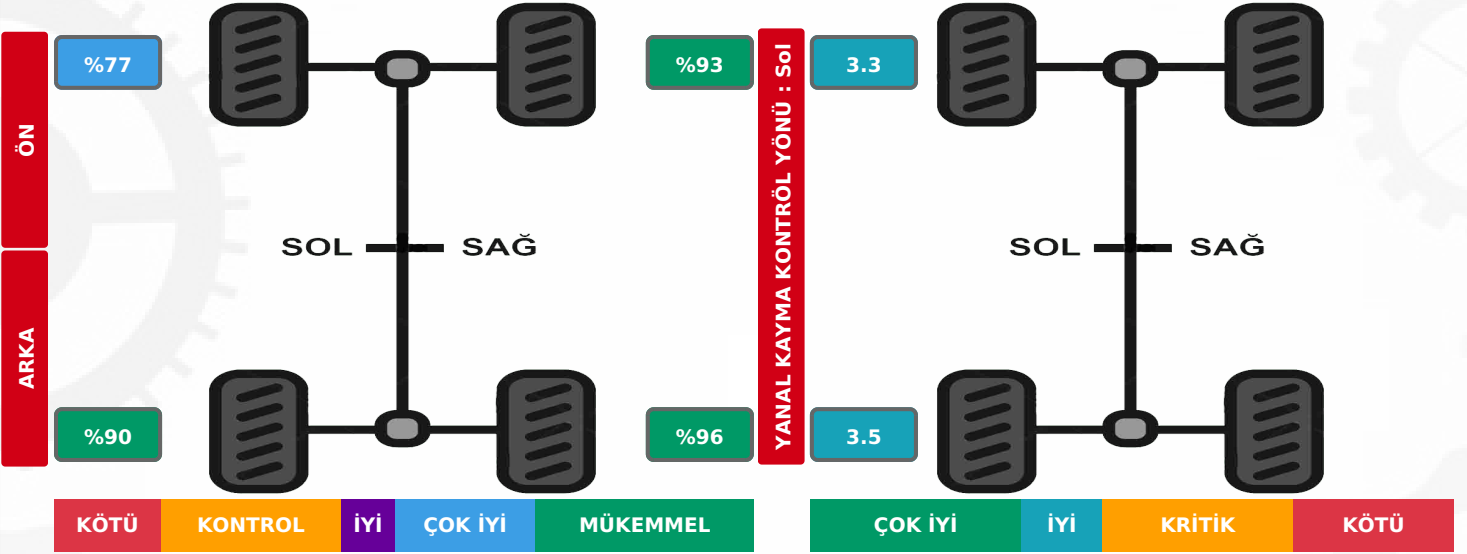 ÖN
%77
%93
YANAL KAYMA KONTRÖL YÖNÜ : Sol
3.3
SOL
SAĞ
SOL
SAĞ
ARKA
%90
%96
3.5
KÖTÜ
KONTROL
İYİ
ÇOK İYİ
MÜKEMMEL
ÇOK İYİ
İYİ
KRİTİK
KÖTÜ